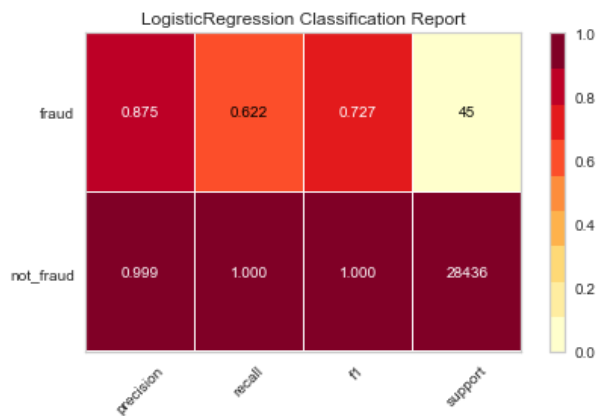 LogisticRegression Classification Report
fraud 0.875 0.622 0.727 45
not_fraud 0.999 1.000 1.000 28436
precision recall f1 support
1.0
0.8
0.6
0.4
0.2
0.0